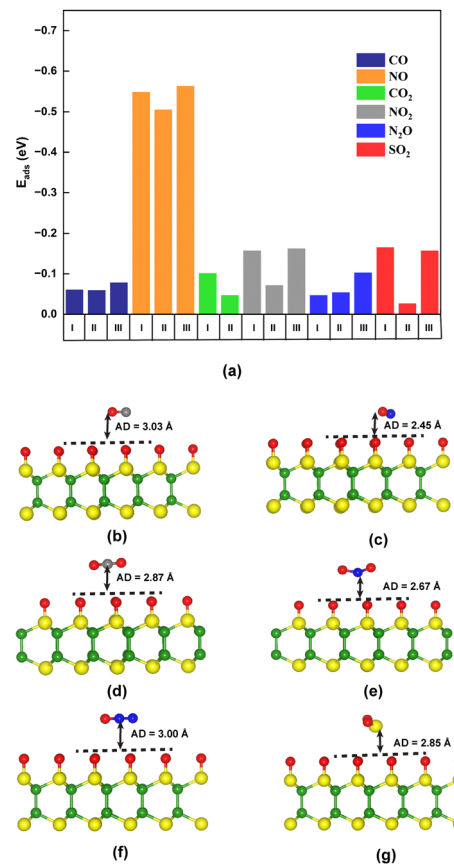 −0.7
−0.6
−0.5
−0.4
−0.3
−0.2
−0.1
0.0
E_ads (eV)
CO
NO
CO₂
NO₂
N₂O
SO₂
I II III I II III I II I II III I II III I II III
(a)
AD = 3.03 Å
(b)
AD = 2.45 Å
(c)
AD = 2.87 Å
(d)
AD = 2.67 Å
(e)
AD = 3.00 Å
(f)
AD = 2.85 Å
(g)